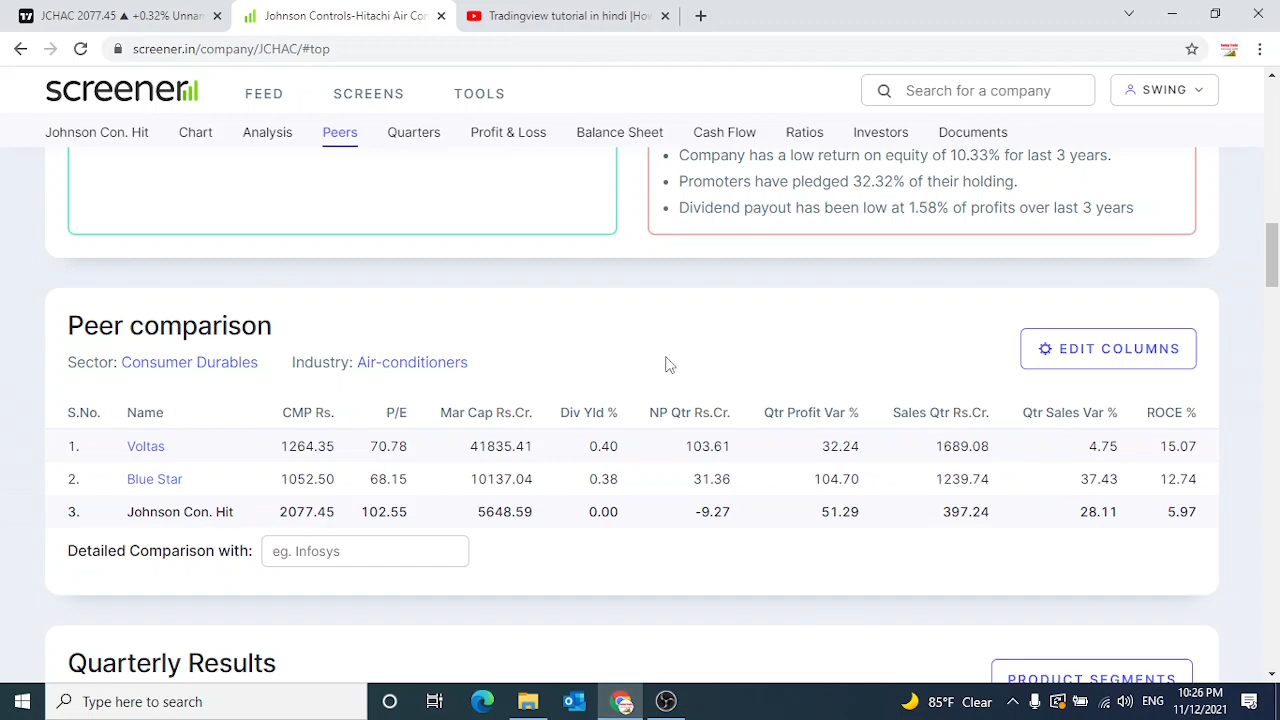 JCHAC 2077.45 ▲ +0.32% Unnar
Johnson Controls-Hitachi Air Con
Tradingview tutorial in hindi |Hov
screener.in/company/JCHAC/#top
screener
FEED
SCREENS
TOOLS
Search for a company
SWING
Johnson Con. Hit
Chart
Analysis
Peers
Quarters
Profit & Loss
Balance Sheet
Cash Flow
Ratios
Investors
Documents
• Company has a low return on equity of 10.33% for last 3 years.
• Promoters have pledged 32.32% of their holding.
• Dividend payout has been low at 1.58% of profits over last 3 years
Peer comparison
Sector: Consumer Durables Industry: Air-conditioners
EDIT COLUMNS
S.No. Name CMP Rs. P/E Mar Cap Rs.Cr. Div Yld % NP Qtr Rs.Cr. Qtr Profit Var % Sales Qtr Rs.Cr. Qtr Sales Var % ROCE %
1. Voltas 1264.35 70.78 41835.41 0.40 103.61 32.24 1689.08 4.75 15.07
2. Blue Star 1052.50 68.15 10137.04 0.38 31.36 104.70 1239.74 37.43 12.74
3. Johnson Con. Hit 2077.45 102.55 5648.59 0.00 -9.27 51.29 397.24 28.11 5.97
Detailed Comparison with: eg. Infosys
Quarterly Results
PRODUCT SEGMENTS
Type here to search
85°F Clear
ENG
10:26 PM
11/12/2021